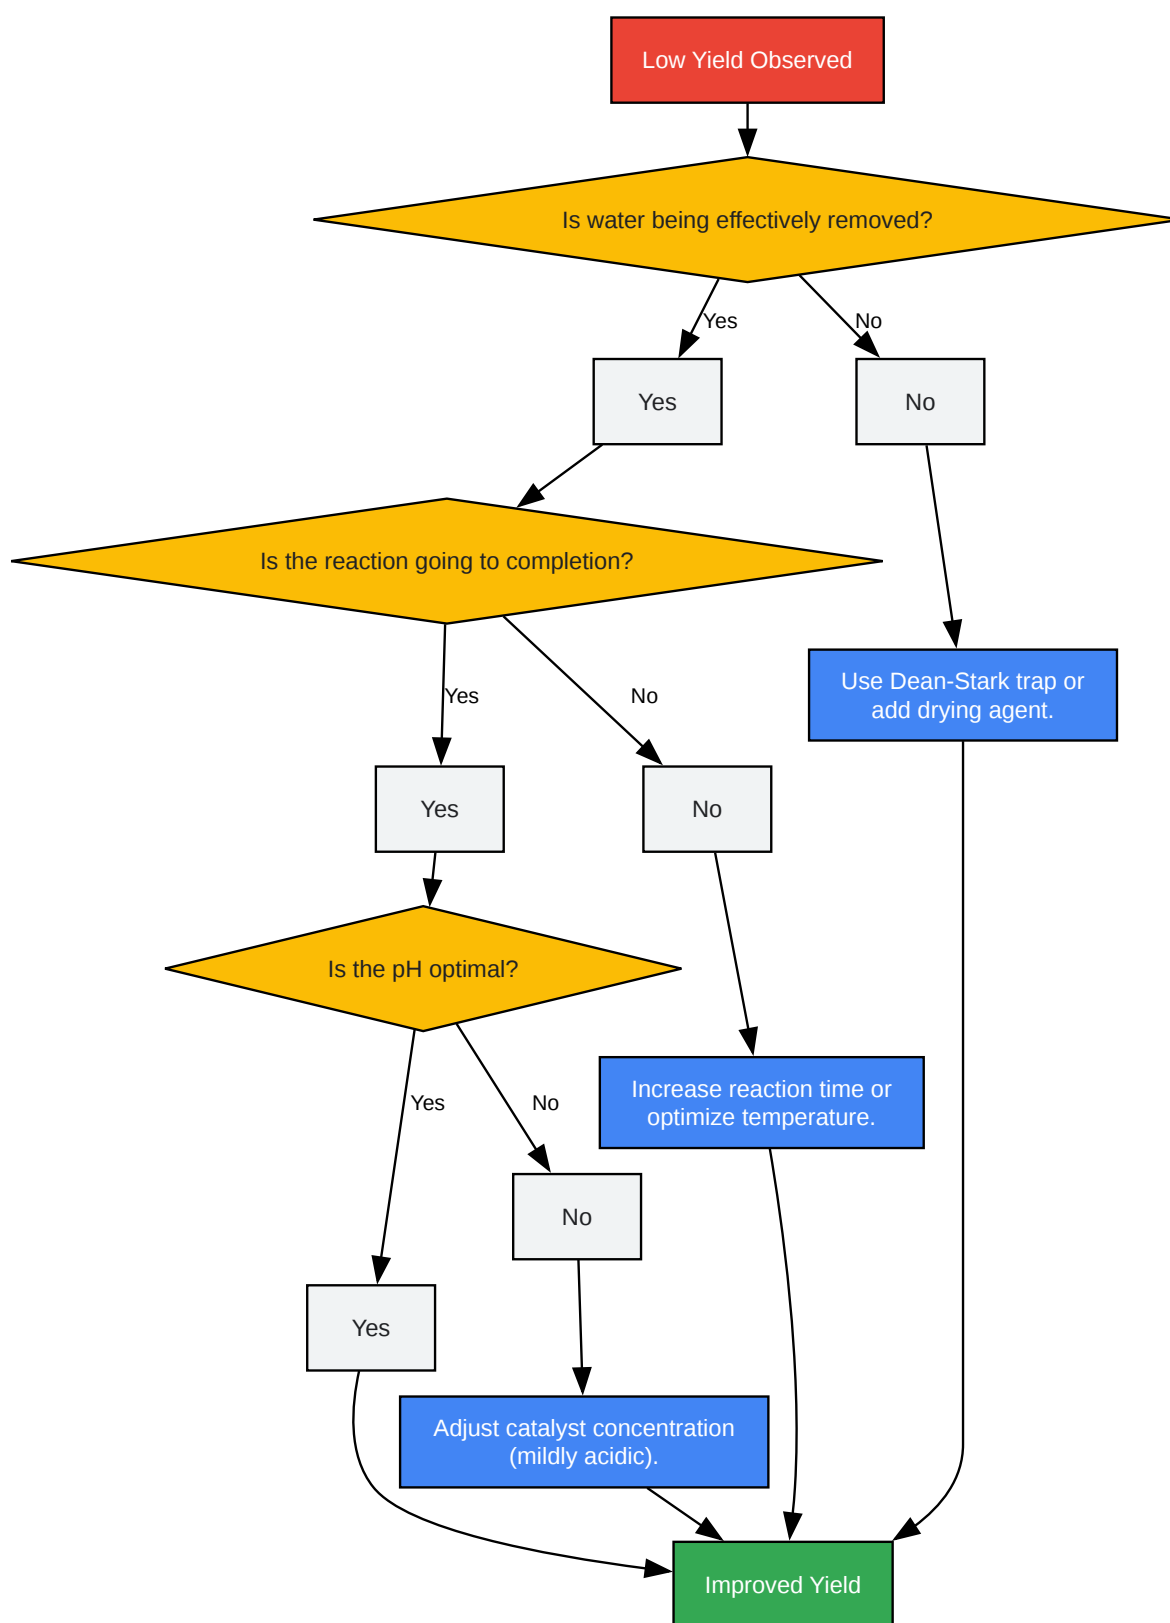 Low Yield Observed
Is water being effectively removed?
Yes
No
Yes
No
Is the reaction going to completion?
Use Dean-Stark trap or
add drying agent.
Yes
No
Yes
No
Is the pH optimal?
Increase reaction time or
optimize temperature.
Yes
No
No
Yes
Adjust catalyst concentration
(mildly acidic).
Improved Yield